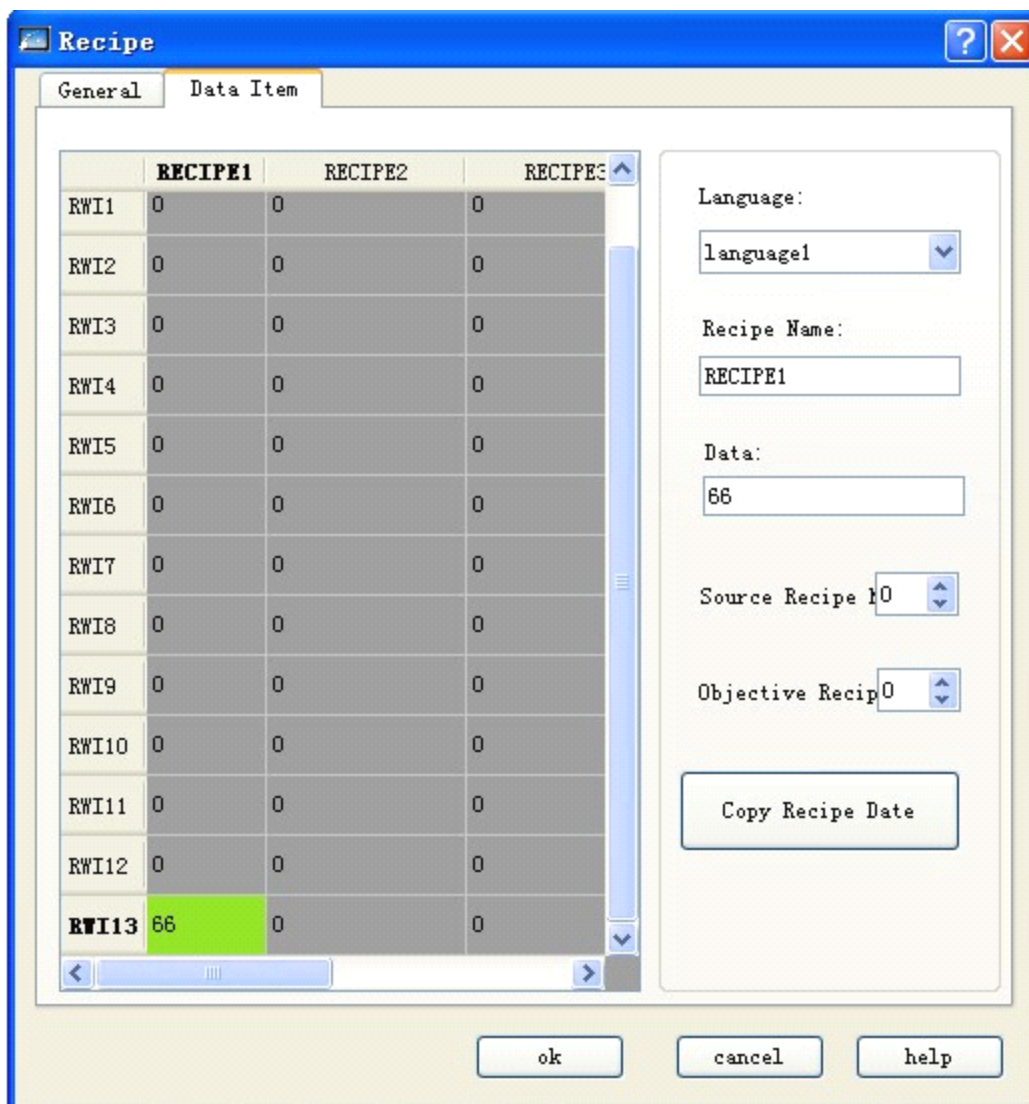 Recipe
General Data Item
RECIPE1 RECIPE2 RECIPE3
RWI1 0 0 0
RWI2 0 0 0
RWI3 0 0 0
RWI4 0 0 0
RWI5 0 0 0
RWI6 0 0 0
RWI7 0 0 0
RWI8 0 0 0
RWI9 0 0 0
RWI10 0 0 0
RWI11 0 0 0
RWI12 0 0 0
RWI13 66 0 0
Language:
language1
Recipe Name:
RECIPE1
Data:
66
Source Recipe 0
Objective Recip 0
Copy Recipe Date
ok cancel help